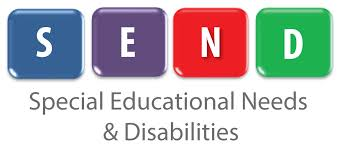 S E N D
Special Educational Needs
& Disabilities